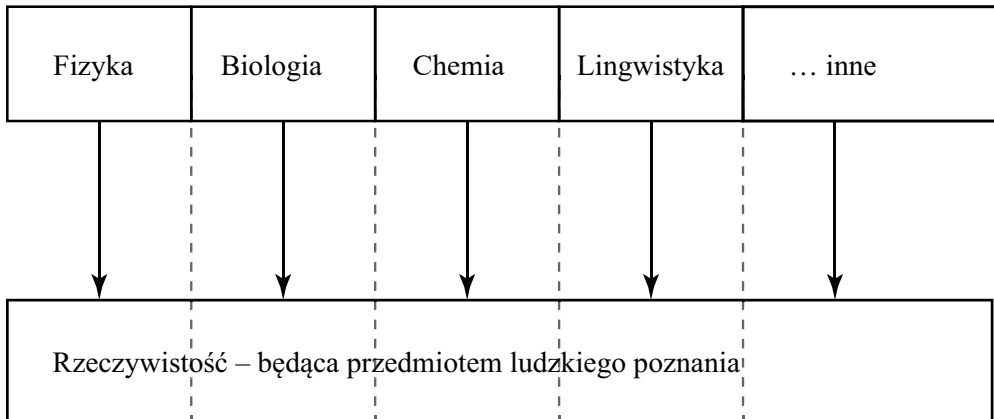 Fizyka Biologia Chemia Lingwistyka … inne
Rzeczywistość – będąca przedmiotem ludzkiego poznania